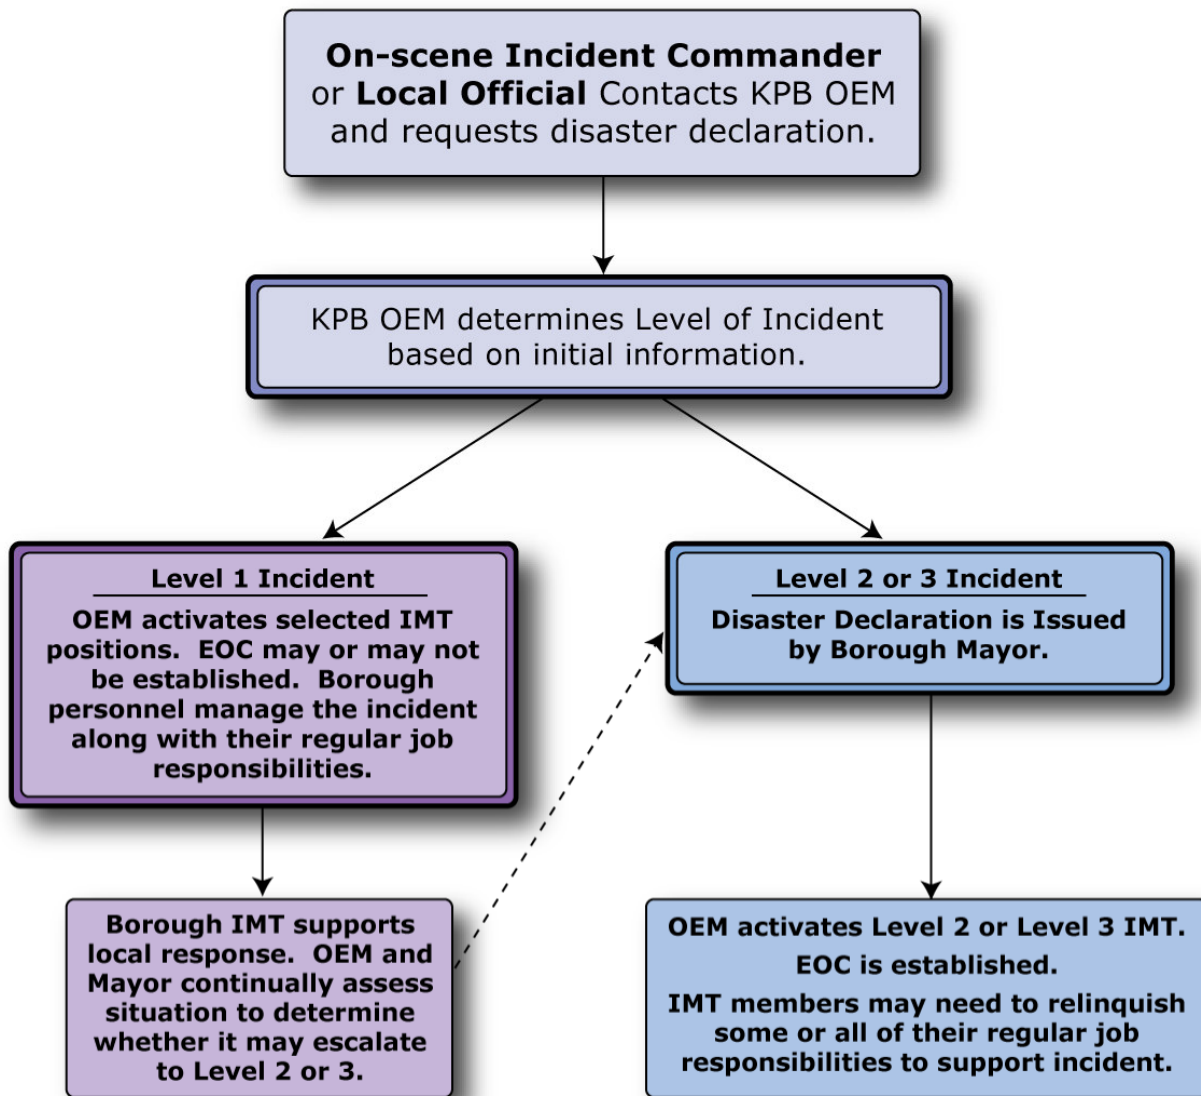 On-scene Incident Commander
or Local Official Contacts KPB OEM
and requests disaster declaration.
KPB OEM determines Level of Incident
based on initial information.
Level 1 Incident
OEM activates selected IMT
positions. EOC may or may not
be established. Borough
personnel manage the incident
along with their regular job
responsibilities.
Level 2 or 3 Incident
Disaster Declaration is Issued
by Borough Mayor.
Borough IMT supports
local response. OEM and
Mayor continually assess
situation to determine
whether it may escalate
to Level 2 or 3.
OEM activates Level 2 or Level 3 IMT.
EOC is established.
IMT members may need to relinquish
some or all of their regular job
responsibilities to support incident.